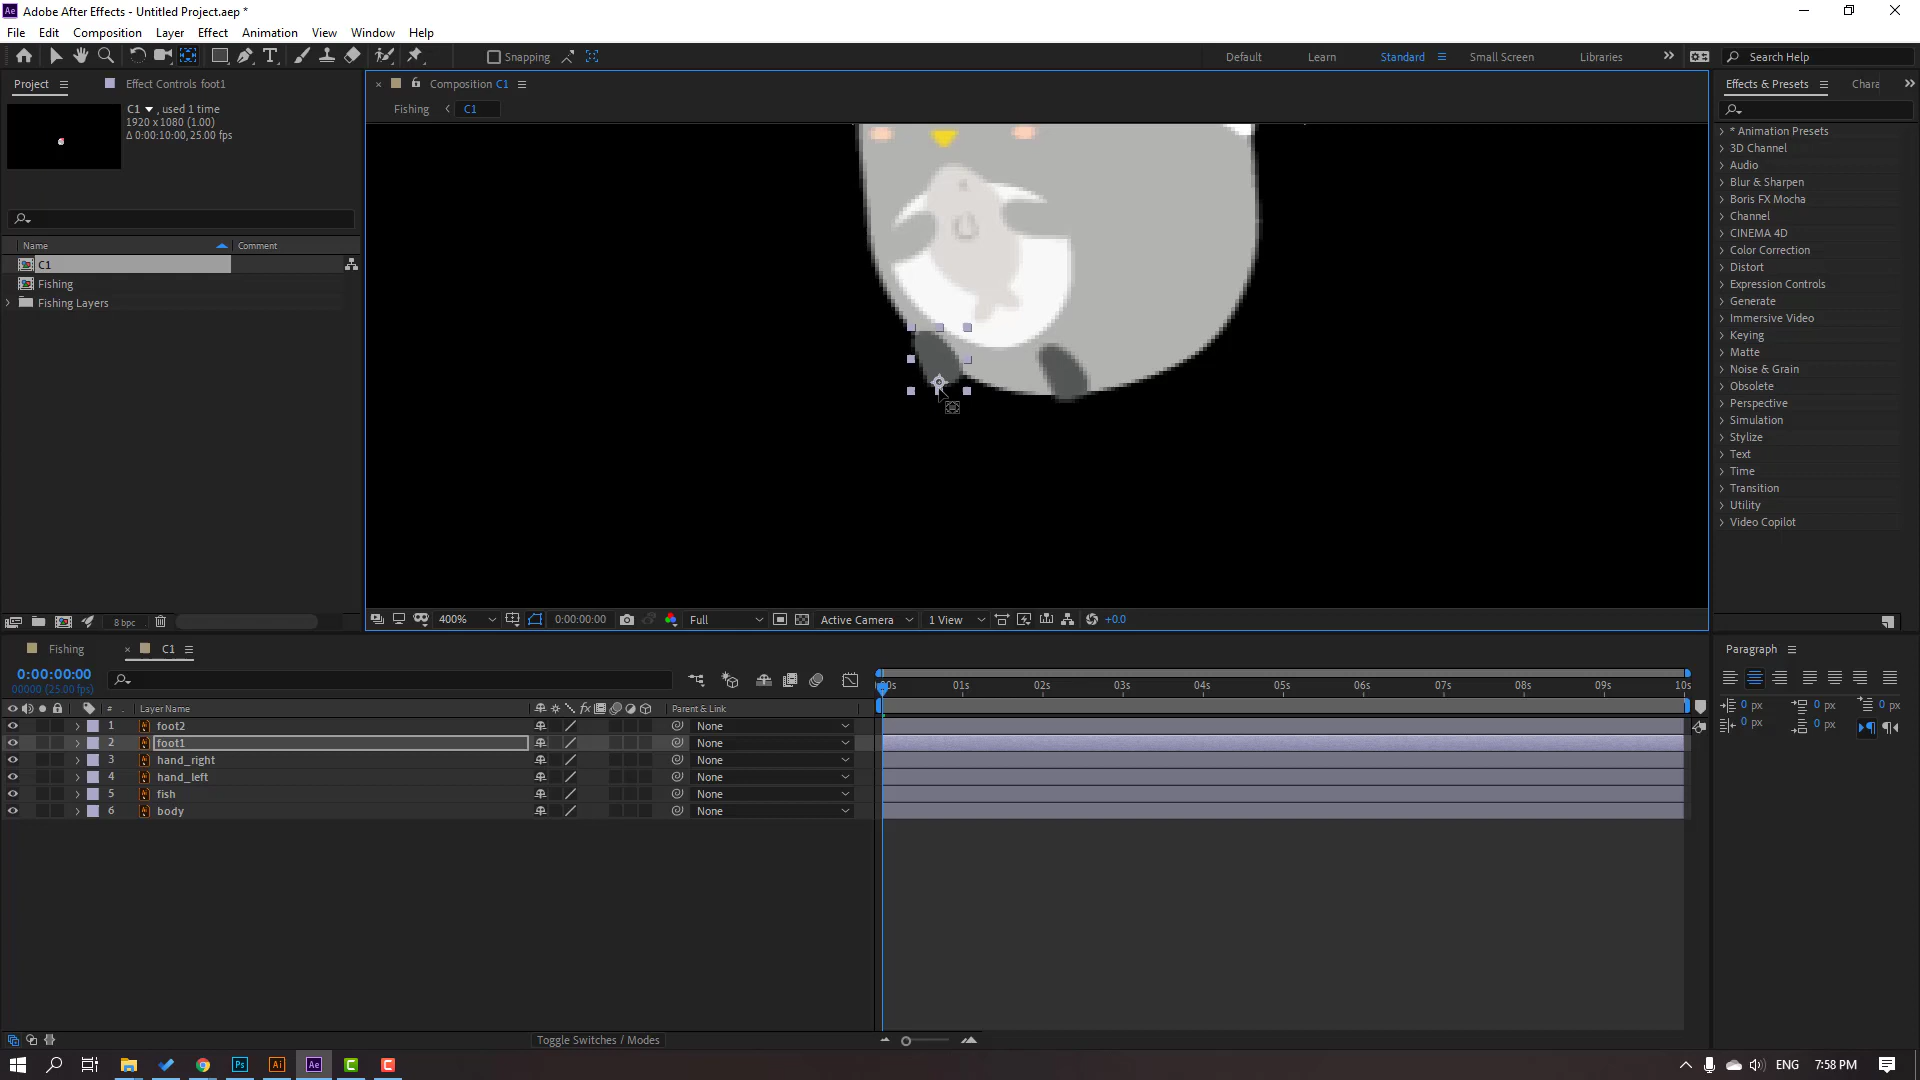 Ae Adobe After Effects - Untitled Project.aep *
File Edit Composition Layer Effect Animation View Window Help
Snapping
Default Learn Standard Small Screen Libraries Search Help
Project Effect Controls foot1
C1 , used 1 time
1920 x 1080 (1.00)
Δ 0:00:10:00, 25.00 fps
Name Comment
C1
Fishing
Fishing Layers
8 bpc
Composition C1
Fishing C1
400% 0:00:00:00 Full Active Camera 1 View +0.0
Effects & Presets Chara
* Animation Presets
3D Channel
Audio
Blur & Sharpen
Boris FX Mocha
Channel
CINEMA 4D
Color Correction
Distort
Expression Controls
Generate
Immersive Video
Keying
Matte
Noise & Grain
Obsolete
Perspective
Simulation
Stylize
Text
Time
Transition
Utility
Video Copilot
Fishing C1
0:00:00:00
00000 (25.00 fps)
:00s 01s 02s 03s 04s 05s 06s 07s 08s 09s 10s
# Layer Name fx Parent & Link
1 foot2 None
2 foot1 None
3 hand_right None
4 hand_left None
5 fish None
6 body None
Toggle Switches / Modes
Paragraph
0 px 0 px 0 px
0 px 0 px
Ps Ai Ae C C
ENG 7:58 PM